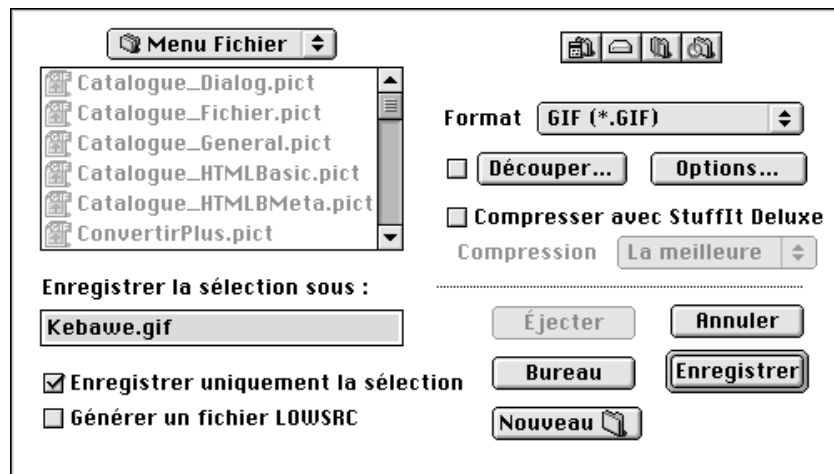 Menu Fichier
Catalogue_Dialog.pict
Catalogue_Fichier.pict
Catalogue_General.pict
Catalogue_HTMLBasic.pict
Catalogue_HTMLBMeta.pict
ConvertirPlus.pict
Enregistrer la sélection sous :
Kebawe.gif
Enregistrer uniquement la sélection
Générer un fichier LOWSRC
Format GIF (*.GIF)
Découper... Options...
Compresser avec StuffIt Deluxe
Compression La meilleure
Éjecter Annuler
Bureau Enregistrer
Nouveau